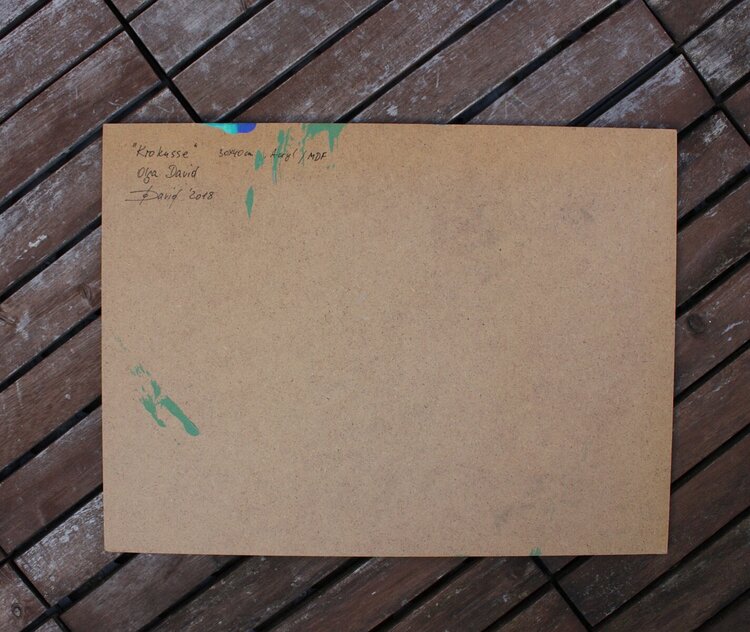 "Krokusse" 30x40cm, Acryl / MDF
Olga David
David '2018